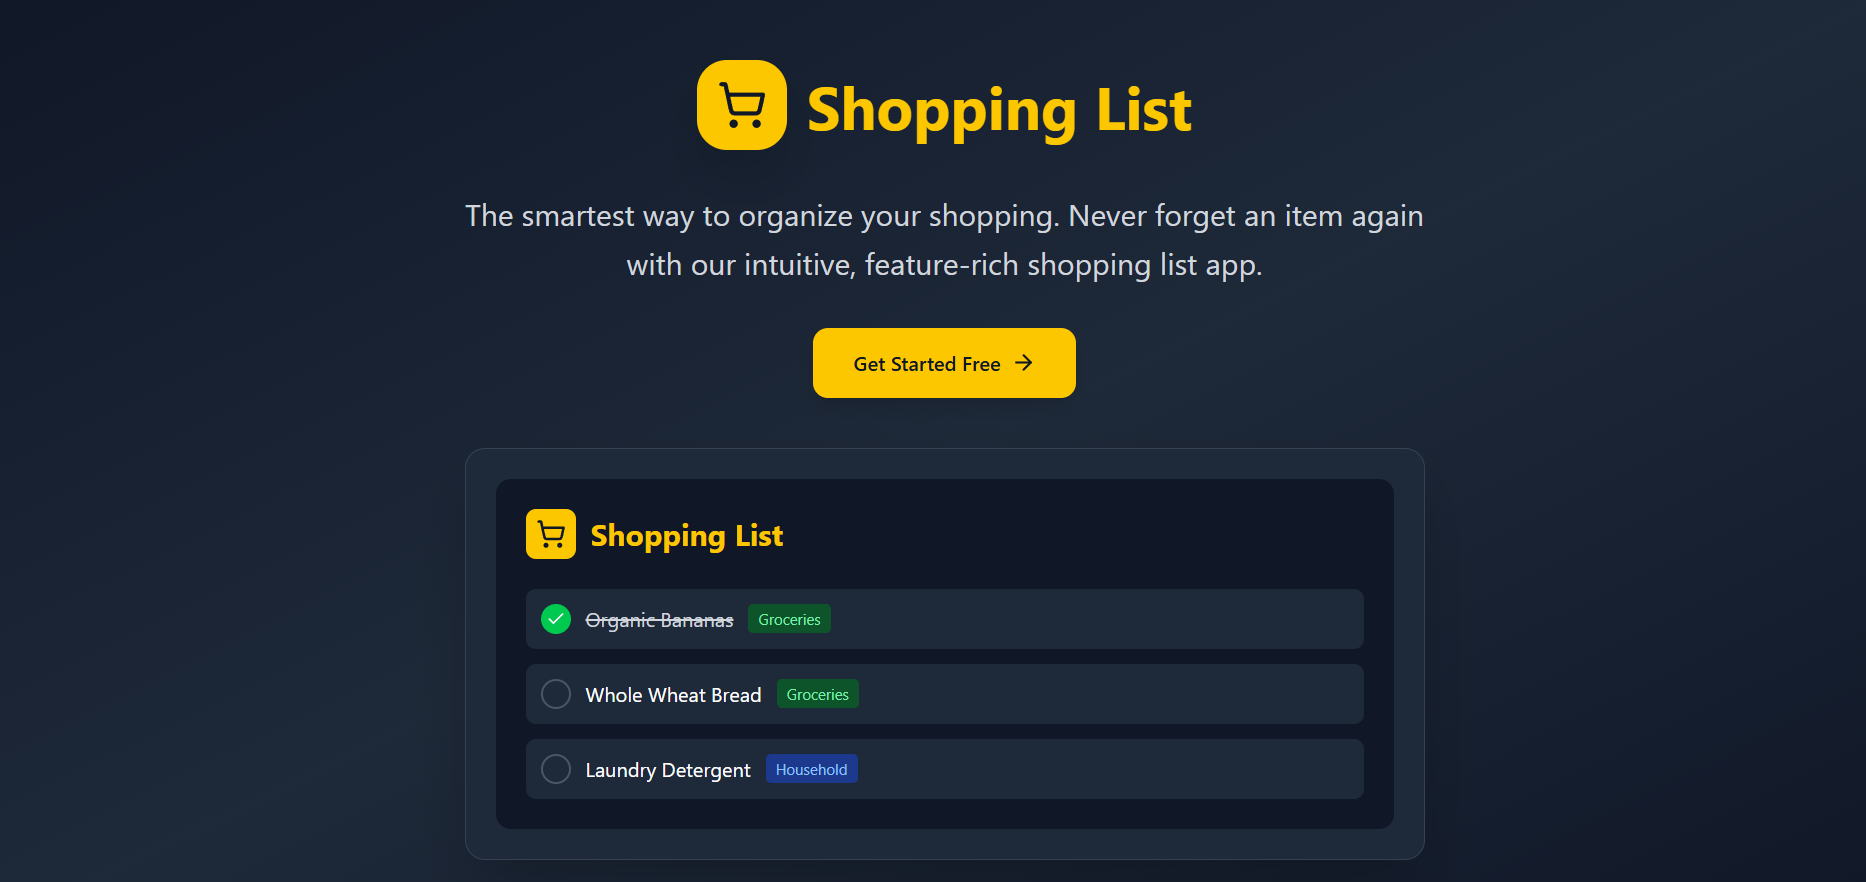 Shopping List
The smartest way to organize your shopping. Never forget an item again
with our intuitive, feature-rich shopping list app.
Get Started Free
Shopping List
Organic Bananas Groceries
Whole Wheat Bread Groceries
Laundry Detergent Household